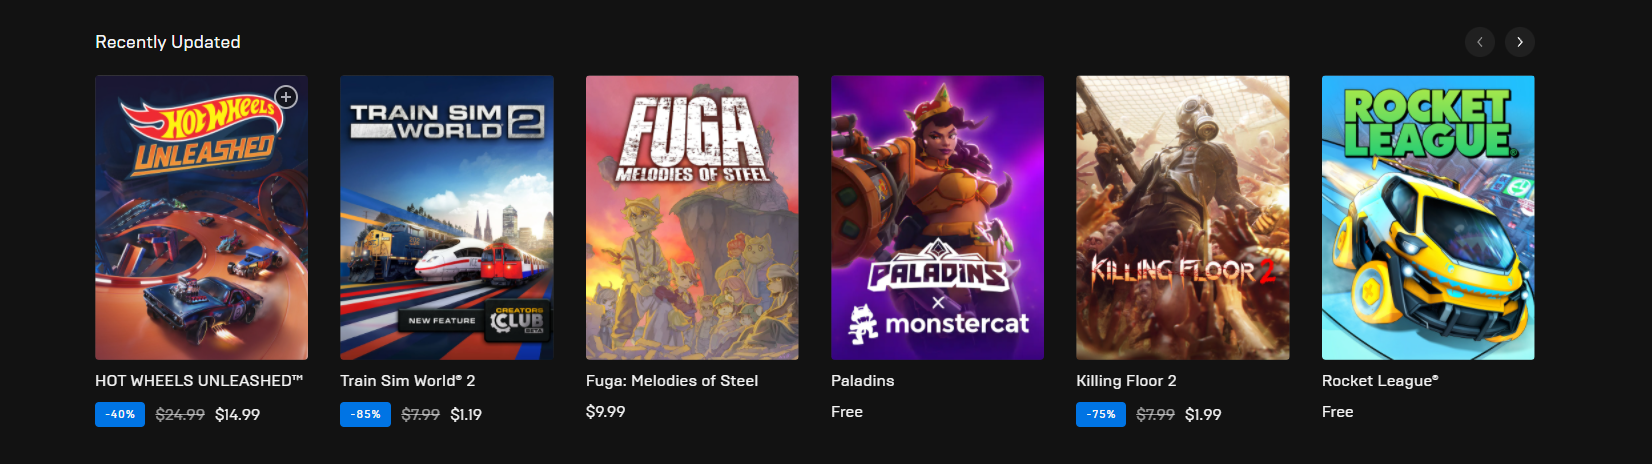 Recently Updated
HOT WHEELS
UNLEASHED
TRAIN SIM
WORLD 2
NEW FEATURE
CREATORS
CLUB
BETA
FUGA
MELODIES OF STEEL
PALADINS
×
monstercat
KILLING FLOOR 2
ROCKET
LEAGUE®
HOT WHEELS UNLEASHED™
-40% $24.99 $14.99
Train Sim World® 2
-85% $7.99 $1.19
Fuga: Melodies of Steel
$9.99
Paladins
Free
Killing Floor 2
-75% $7.99 $1.99
Rocket League®
Free